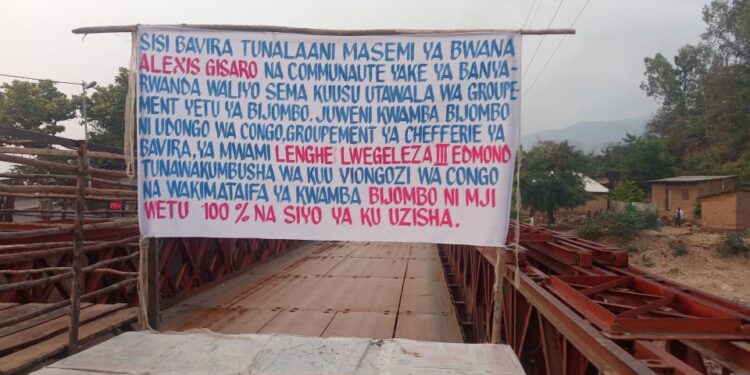 SISI BAVIRA TUNALAANI MASEMI YA BWANA
ALEXIS GISARO NA COMMUNAUTE YAKE YA BANYA-
RWANDA WALIYO SEMA KUUSU UTAWALA WA GROUPE-
MENT YETU YA BIJOMBO. JUWENI KWAMBA BIJOMBO
NI UDONGO WA CONGO, GROUPEMENT YA CHEFFERIE YA
BAVIRA, YA MWAMI LENGHE LWEGELEZA III EDMOND
TUNAWAKUMBUSHA WA KUU VIONGOZI WA CONGO
NA WAKIMATAIFA YA KWAMBA BIJOMBO NI MJI
WETU 100 % NA SIYO YA KU UZISHA.